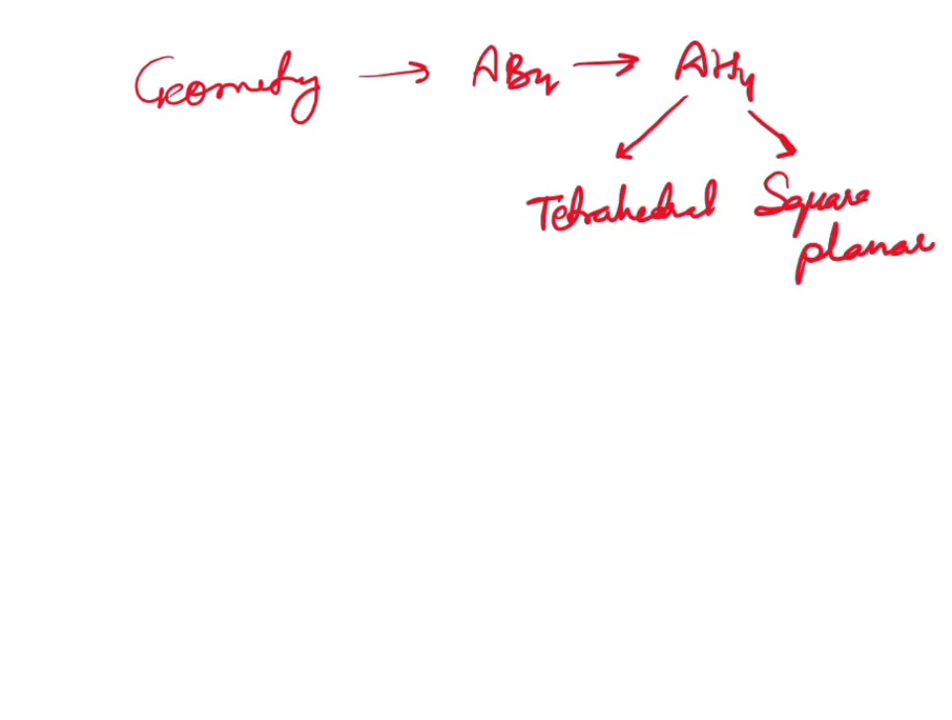 Geometry → AB4 → AH4
Tetrahedral Square
planar